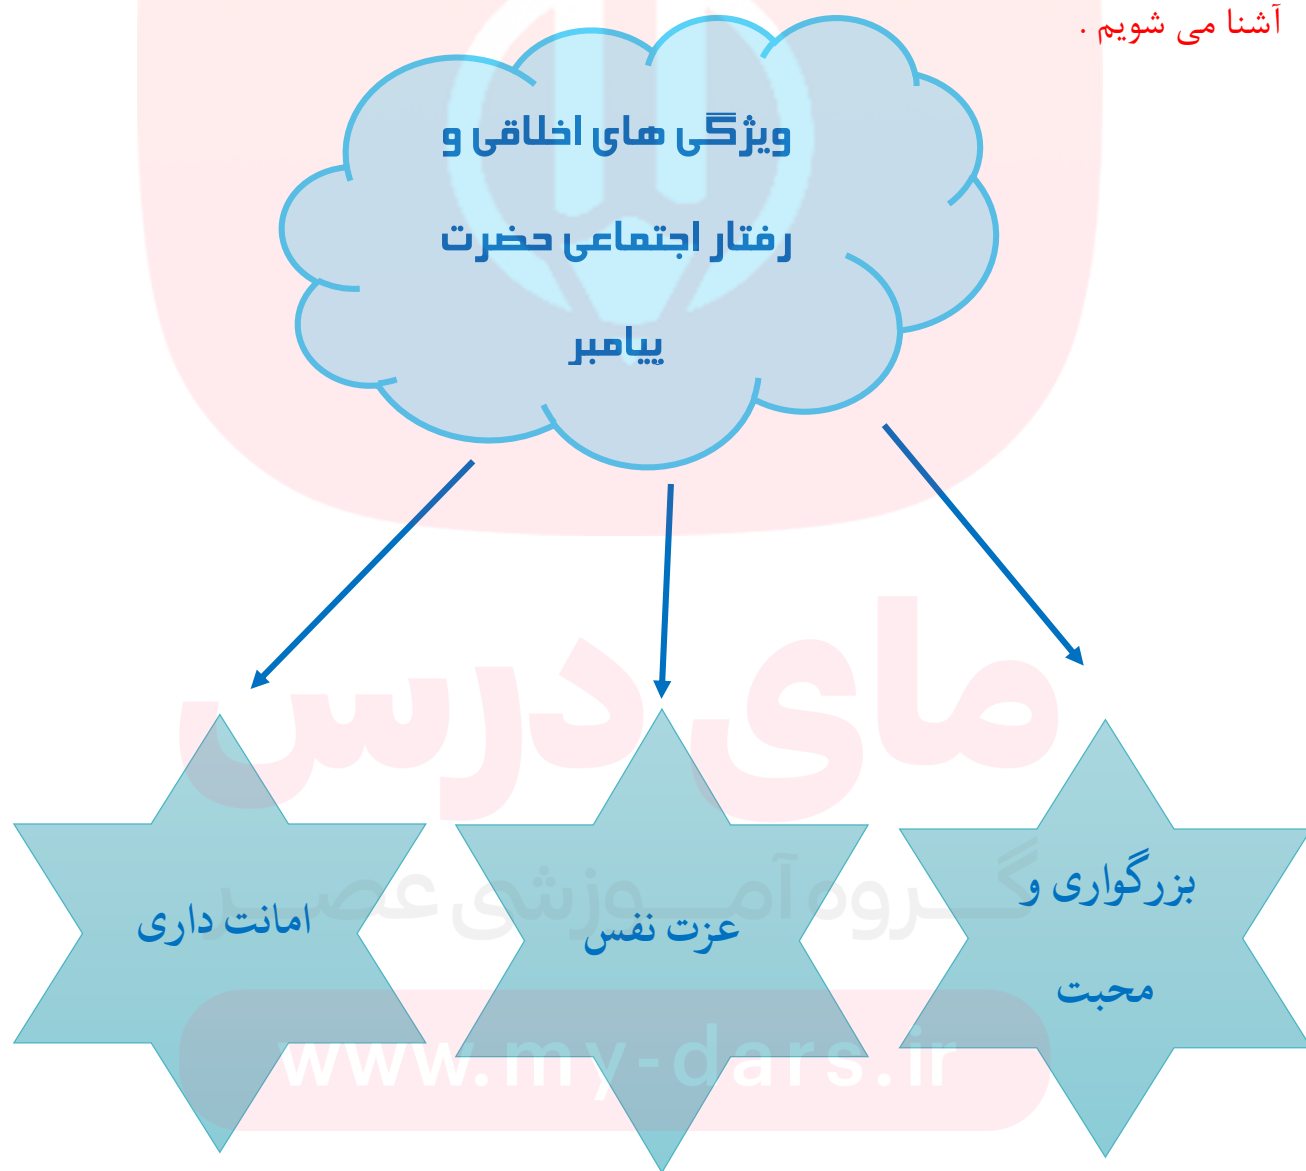 آشنا می شویم .
ویژگی های اخلاقی و
رفتار اجتماعی حضرت
پیامبر
بزرگواری و
محبت
عزت نفس
امانت داری
مای درس
گروه آموزشی عصر
www.my-dars.ir